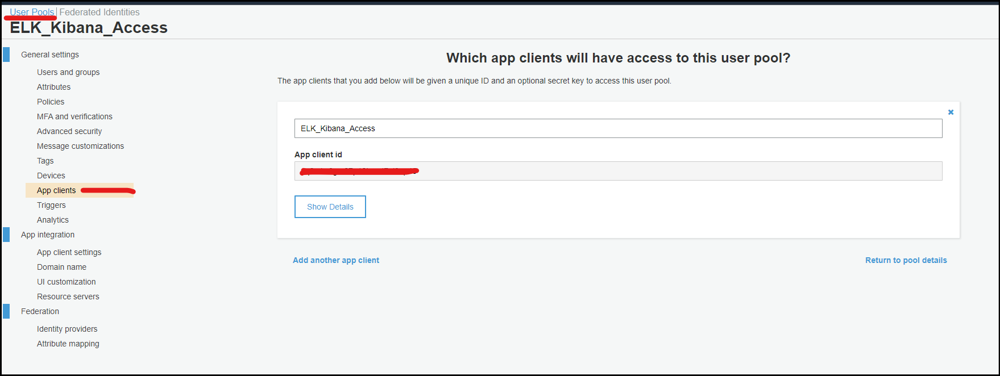 User Pools | Federated Identities
ELK_Kibana_Access
General settings
Users and groups
Attributes
Policies
MFA and verifications
Advanced security
Message customizations
Tags
Devices
App clients
Triggers
Analytics
App integration
App client settings
Domain name
UI customization
Resource servers
Federation
Identity providers
Attribute mapping
Which app clients will have access to this user pool?
The app clients that you add below will be given a unique ID and an optional secret key to access this user pool.
ELK_Kibana_Access
App client id
Show Details
Add another app client
Return to pool details